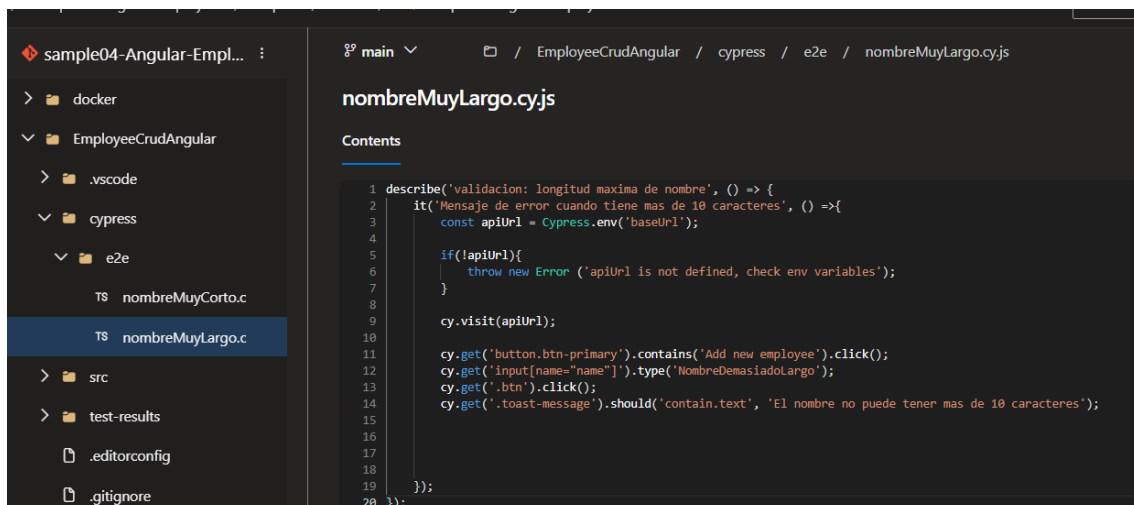 sample04-Angular-Empl...
docker
EmployeeCrudAngular
.vscode
cypress
e2e
TS nombreMuyCorto.c
TS nombreMuyLargo.c
src
test-results
.editorconfig
.gitignore
main / EmployeeCrudAngular / cypress / e2e / nombreMuyLargo.cy.js
nombreMuyLargo.cy.js
Contents
1 describe('validacion: longitud maxima de nombre', () => {
2 it('Mensaje de error cuando tiene mas de 10 caracteres', () =>{
3 const apiUrl = Cypress.env('baseUrl');
4
5 if(!apiUrl){
6 throw new Error ('apiUrl is not defined, check env variables');
7 }
8
9 cy.visit(apiUrl);
10
11 cy.get('button.btn-primary').contains('Add new employee').click();
12 cy.get('input[name="name"]').type('NombreDemasiadoLargo');
13 cy.get('.btn').click();
14 cy.get('.toast-message').should('contain.text', 'El nombre no puede tener mas de 10 caracteres');
15
16
17
18
19 });
20 });